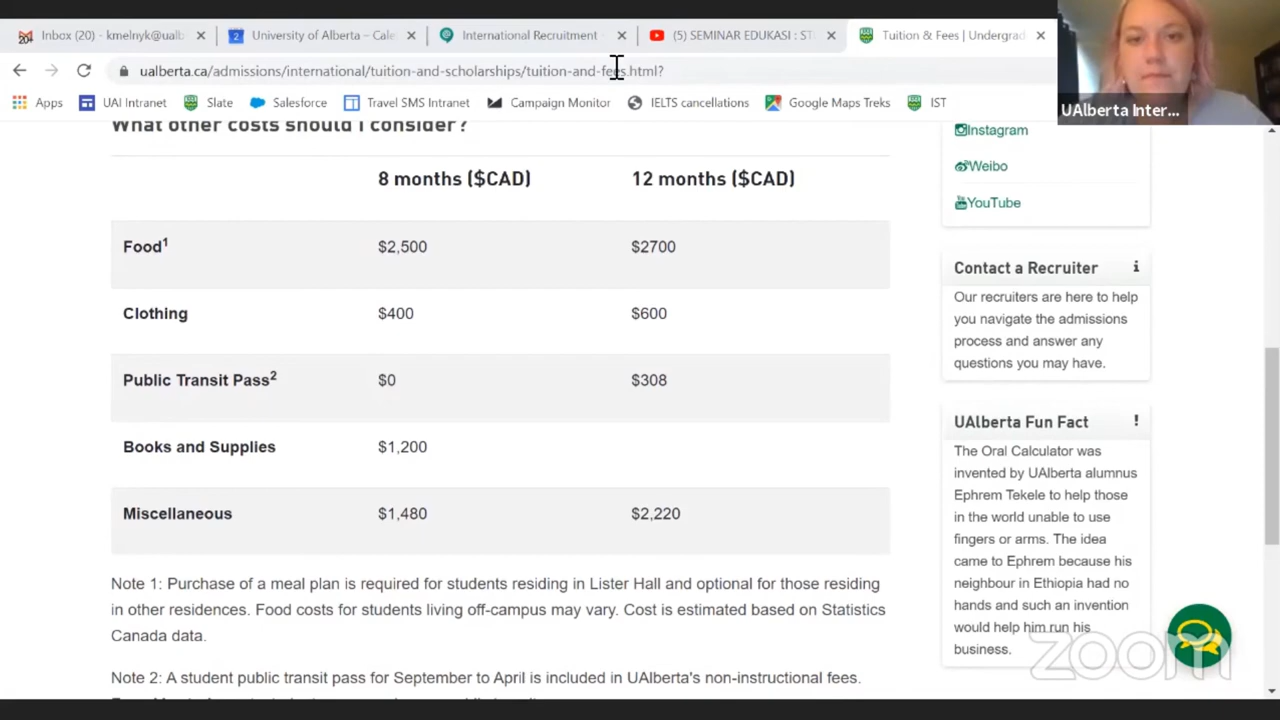 Inbox (20) - kmelnyk@ualb
University of Alberta – Cale
International Recruitment
(5) SEMINAR EDUKASI : ST
Tuition & Fees | Undergrad
ualberta.ca/admissions/international/tuition-and-scholarships/tuition-and-fees.html?
Apps
UAI Intranet
Slate
Salesforce
Travel SMS Intranet
Campaign Monitor
IELTS cancellations
Google Maps Treks
IST
UAlberta Inter...
What other costs should I consider?
8 months ($CAD) 12 months ($CAD)
Food1 $2,500 $2700
Clothing $400 $600
Public Transit Pass2 $0 $308
Books and Supplies $1,200
Miscellaneous $1,480 $2,220
Note 1: Purchase of a meal plan is required for students residing in Lister Hall and optional for those residing
in other residences. Food costs for students living off-campus may vary. Cost is estimated based on Statistics
Canada data.
Note 2: A student public transit pass for September to April is included in UAlberta's non-instructional fees.
Instagram
Weibo
YouTube
Contact a Recruiter
Our recruiters are here to help
you navigate the admissions
process and answer any
questions you may have.
UAlberta Fun Fact
The Oral Calculator was
invented by UAlberta alumnus
Ephrem Tekele to help those
in the world unable to use
fingers or arms. The idea
came to Ephrem because his
neighbour in Ethiopia had no
hands and such an invention
would help him run his
business.
zoom